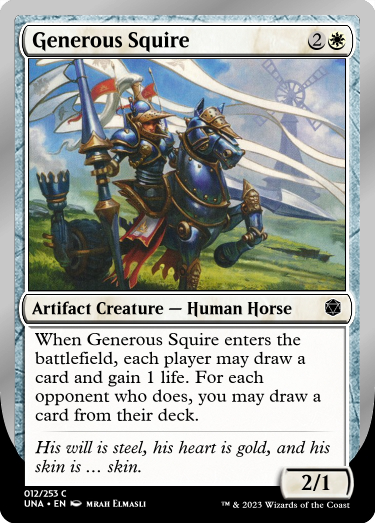 Generous Squire 2
Artifact Creature — Human Horse
When Generous Squire enters the
battlefield, each player may draw a
card and gain 1 life. For each
opponent who does, you may draw a
card from their deck.
His will is steel, his heart is gold, and his
skin is … skin.
2/1
012/253 C
UNA • EN MRAH ELMASLI
™ & © 2023 Wizards of the Coast